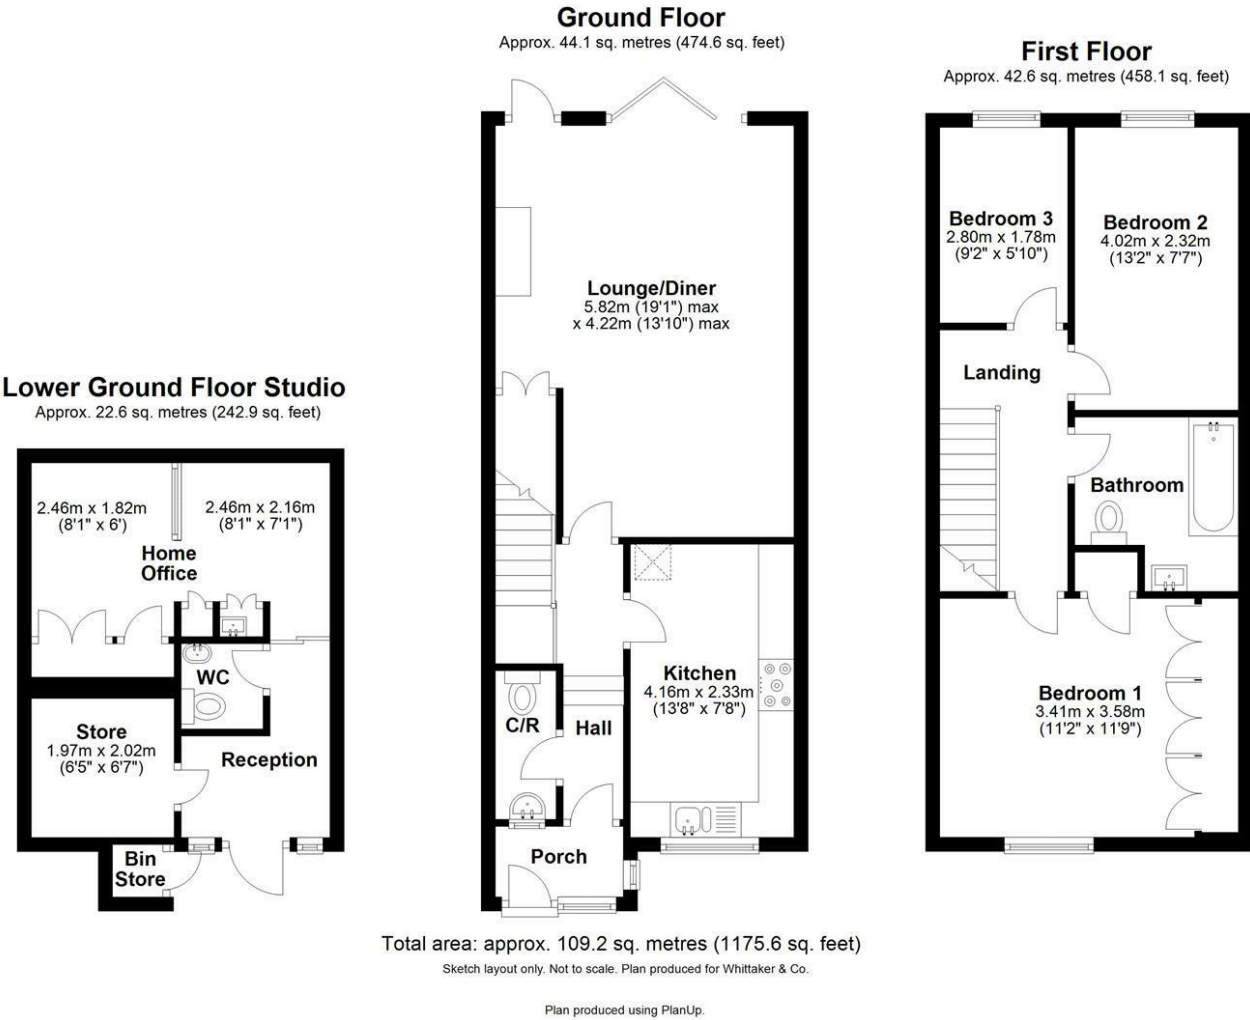 Ground Floor
Approx. 44.1 sq. metres (474.6 sq. feet)
First Floor
Approx. 42.6 sq. metres (458.1 sq. feet)
Lower Ground Floor Studio
Approx. 22.6 sq. metres (242.9 sq. feet)
2.46m x 1.82m
(8'1" x 6')
2.46m x 2.16m
(8'1" x 7'1")
Home
Office
WC
Store
1.97m x 2.02m
(6'5" x 6'7")
Reception
Bin
Store
Lounge/Diner
5.82m (19'1") max
x 4.22m (13'10") max
Kitchen
4.16m x 2.33m
(13'8" x 7'8")
C/R
Hall
Porch
Bedroom 3
2.80m x 1.78m
(9'2" x 5'10")
Bedroom 2
4.02m x 2.32m
(13'2" x 7'7")
Landing
Bathroom
Bedroom 1
3.41m x 3.58m
(11'2" x 11'9")
Total area: approx. 109.2 sq. metres (1175.6 sq. feet)
Sketch layout only. Not to scale. Plan produced for Whittaker & Co.
Plan produced using PlanUp.